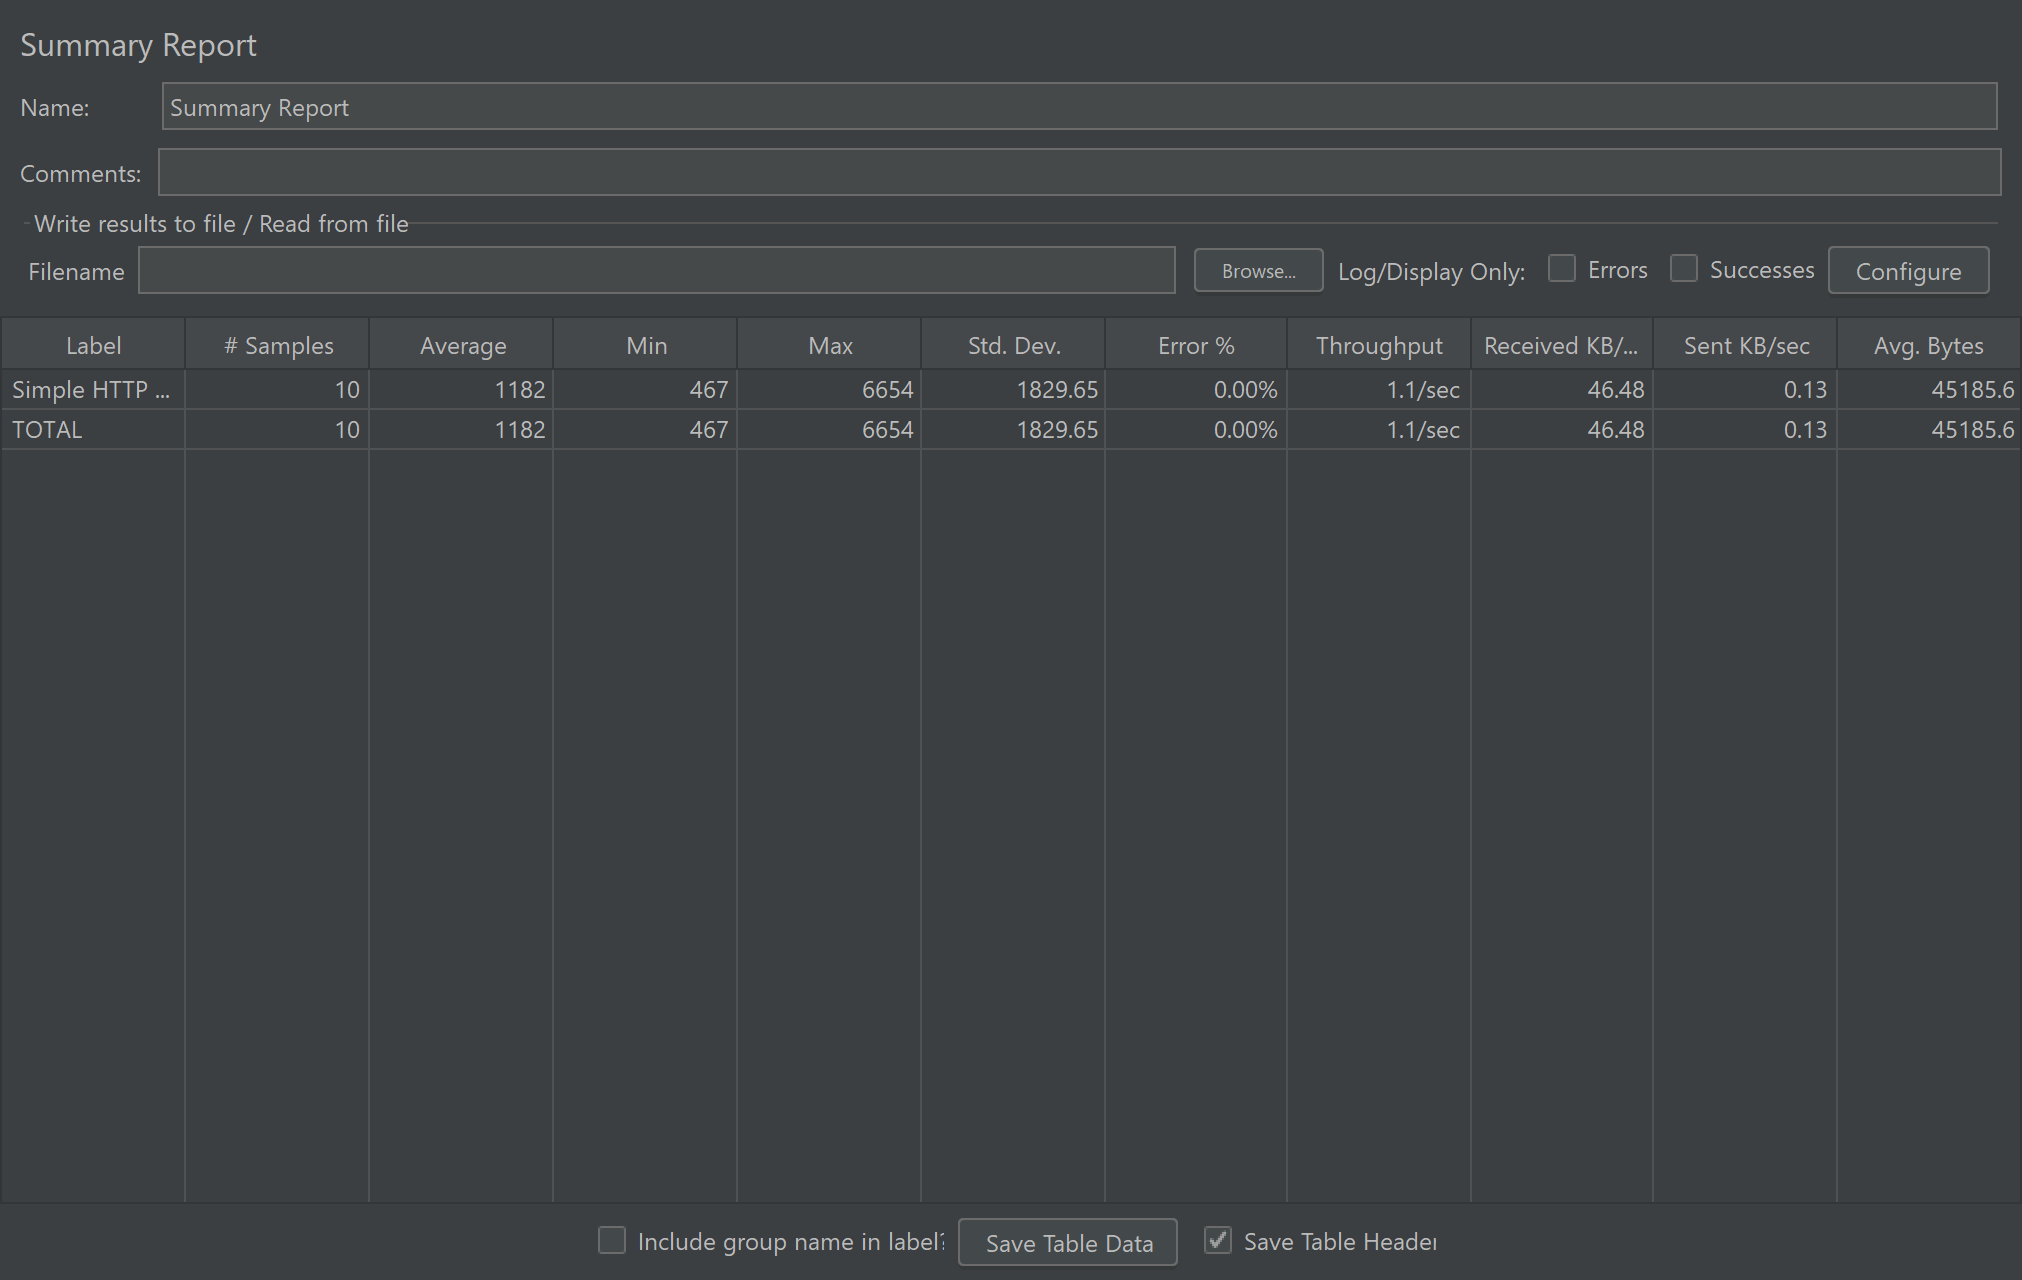 Summary Report
Name: Summary Report
Comments:
Write results to file / Read from file
Filename Browse... Log/Display Only: Errors Successes Configure
Label # Samples Average Min Max Std. Dev. Error % Throughput Received KB/... Sent KB/sec Avg. Bytes
Simple HTTP ... 10 1182 467 6654 1829.65 0.00% 1.1/sec 46.48 0.13 45185.6
TOTAL 10 1182 467 6654 1829.65 0.00% 1.1/sec 46.48 0.13 45185.6
Include group name in label? Save Table Data Save Table Header